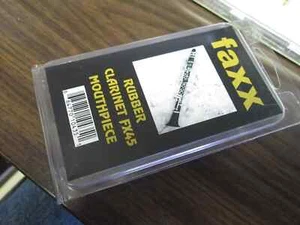 faxx
RUBBER
CLARINET FX45
MOUTHPIECE